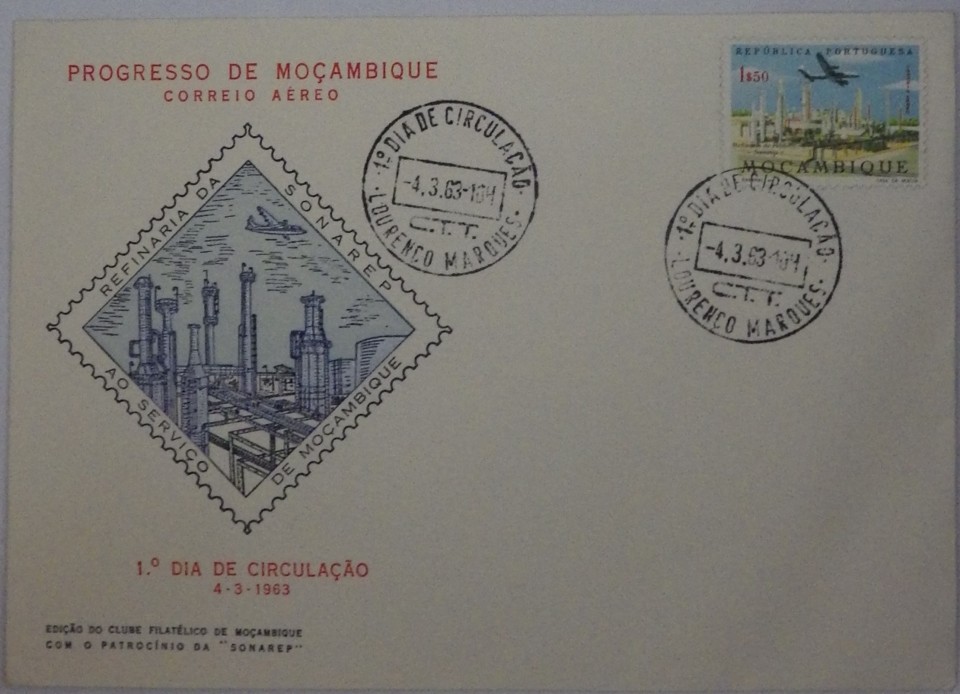 PROGRESSO DE MOÇAMBIQUE
CORREIO AÉREO
REFINARIA DA SONAREP
AO SERVIÇO DE MOÇAMBIQUE
1.º DIA DE CIRCULAÇÃO
4-3-1963
EDIÇÃO DO CLUBE FILATÉLICO DE MOÇAMBIQUE
COM O PATROCÍNIO DA "SONAREP"
1.º DIA DE CIRCULAÇÃO
-4.3.63-10H
C.T.T.
LOURENÇO MARQUES
REPÚBLICA PORTUGUESA
1$50
MOÇAMBIQUE
1.º DIA DE CIRCULAÇÃO
-4.3.63-10H
C.T.T.
LOURENÇO MARQUES